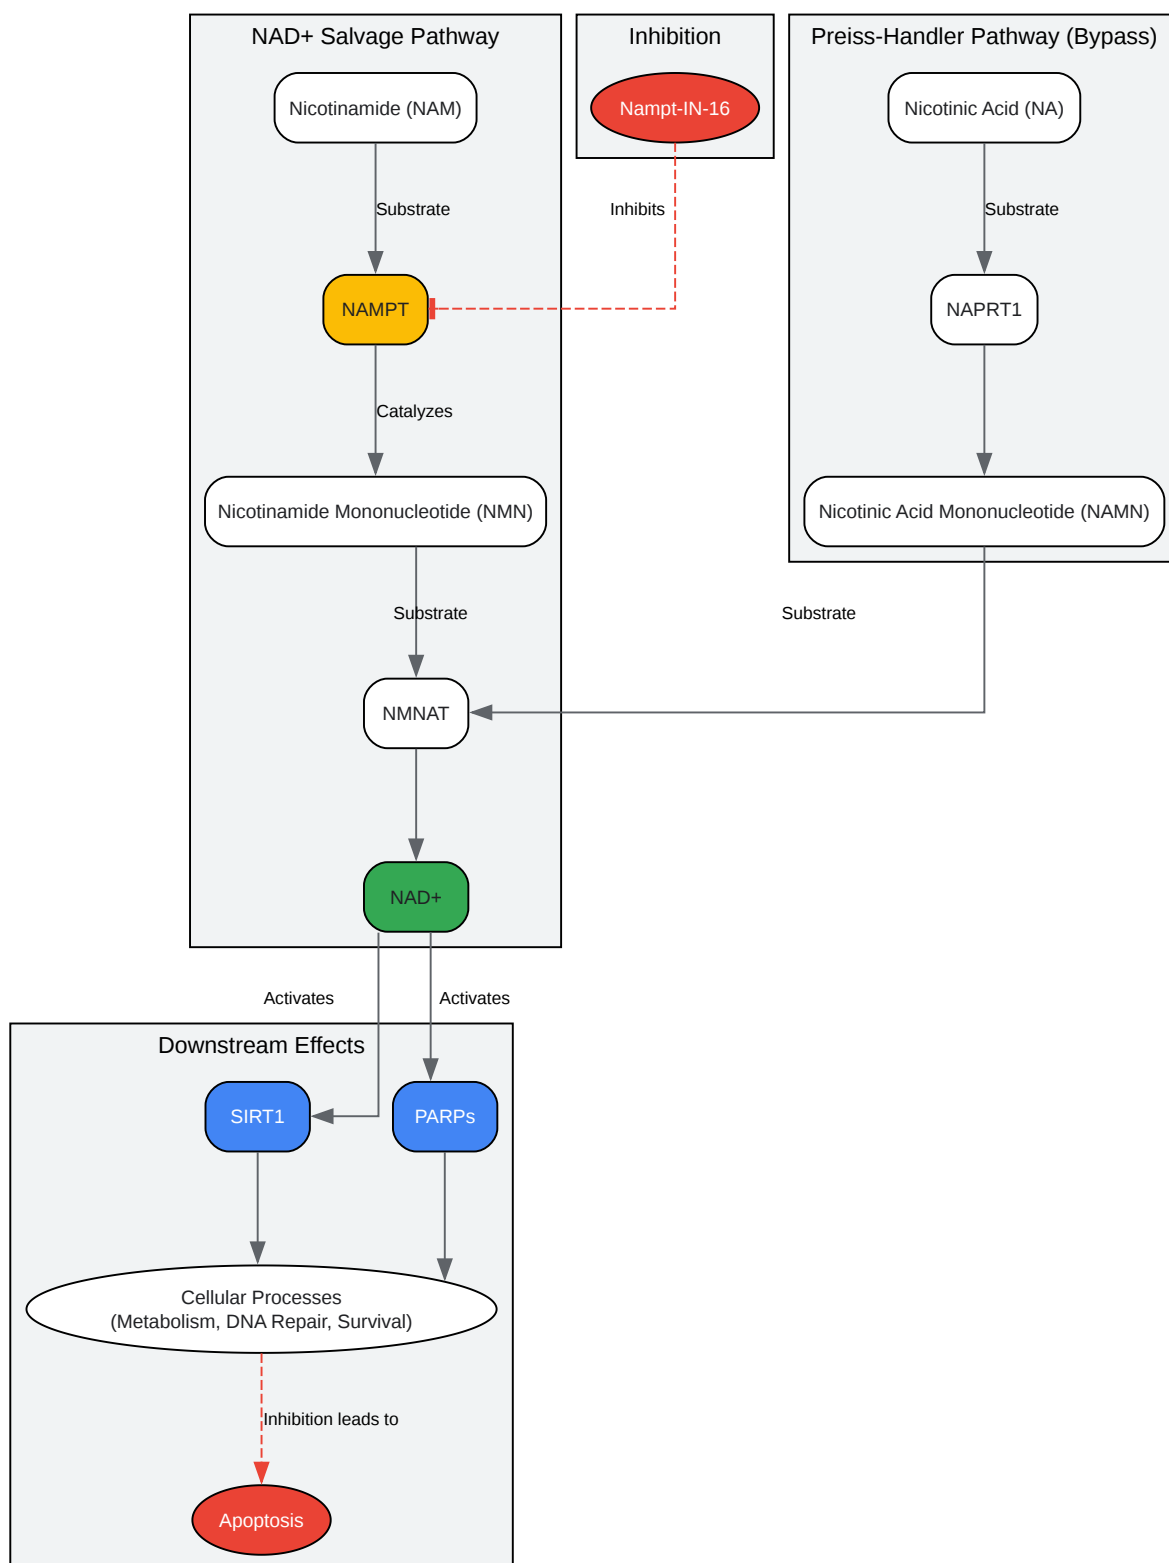 NAD+ Salvage Pathway
Inhibition
Preiss-Handler Pathway (Bypass)
Nicotinamide (NAM)
Nampt-IN-16
Nicotinic Acid (NA)
Substrate
Inhibits
Substrate
NAMPT
NAPRT1
Catalyzes
Nicotinamide Mononucleotide (NMN)
Nicotinic Acid Mononucleotide (NAMN)
Substrate
Substrate
NMNAT
NAD+
Activates
Activates
Downstream Effects
SIRT1
PARPs
Cellular Processes
(Metabolism, DNA Repair, Survival)
Inhibition leads to
Apoptosis